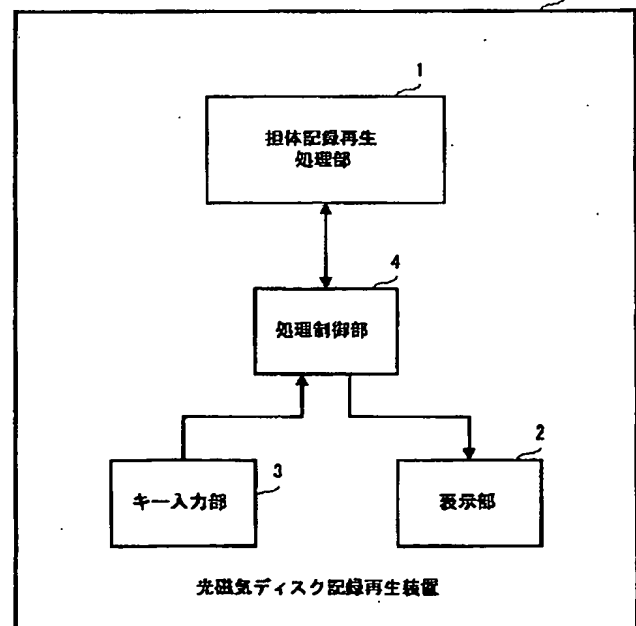 1
担体記録再生
処理部
4
処理制御部
3
キー入力部
2
表示部
光磁気ディスク記録再生装置